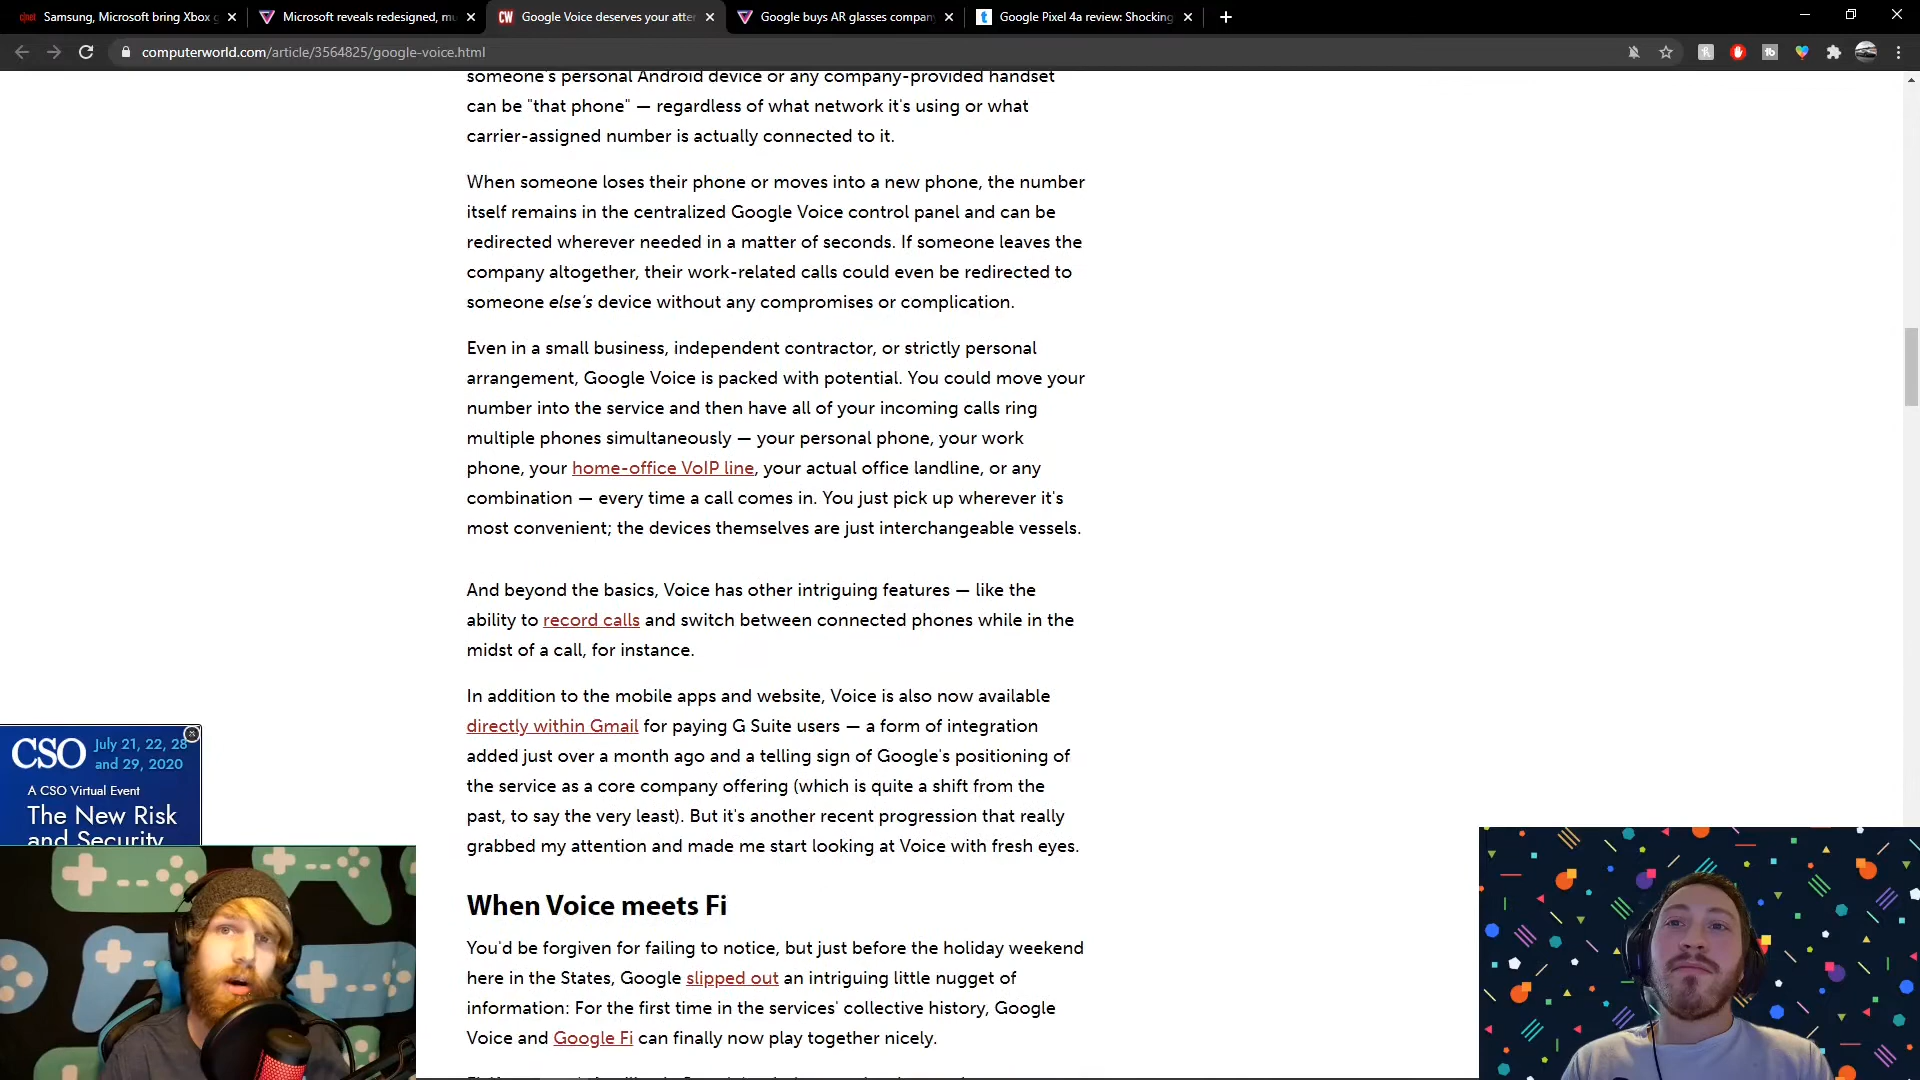 cnet Samsung, Microsoft bring Xbox g
Microsoft reveals redesigned, mu
CW Google Voice deserves your atte
Google buys AR glasses company
t Google Pixel 4a review: Shocking
computerworld.com/article/3564825/google-voice.html
someone's personal Android device or any company-provided handset
can be "that phone" — regardless of what network it's using or what
carrier-assigned number is actually connected to it.
When someone loses their phone or moves into a new phone, the number
itself remains in the centralized Google Voice control panel and can be
redirected wherever needed in a matter of seconds. If someone leaves the
company altogether, their work-related calls could even be redirected to
someone else's device without any compromises or complication.
Even in a small business, independent contractor, or strictly personal
arrangement, Google Voice is packed with potential. You could move your
number into the service and then have all of your incoming calls ring
multiple phones simultaneously — your personal phone, your work
phone, your home-office VoIP line, your actual office landline, or any
combination — every time a call comes in. You just pick up wherever it's
most convenient; the devices themselves are just interchangeable vessels.
And beyond the basics, Voice has other intriguing features — like the
ability to record calls and switch between connected phones while in the
midst of a call, for instance.
In addition to the mobile apps and website, Voice is also now available
directly within Gmail for paying G Suite users — a form of integration
added just over a month ago and a telling sign of Google's positioning of
the service as a core company offering (which is quite a shift from the
past, to say the very least). But it's another recent progression that really
grabbed my attention and made me start looking at Voice with fresh eyes.
CSO July 21, 22, 28
and 29, 2020
A CSO Virtual Event
The New Risk
and Security
When Voice meets Fi
You'd be forgiven for failing to notice, but just before the holiday weekend
here in the States, Google slipped out an intriguing little nugget of
information: For the first time in the services' collective history, Google
Voice and Google Fi can finally now play together nicely.